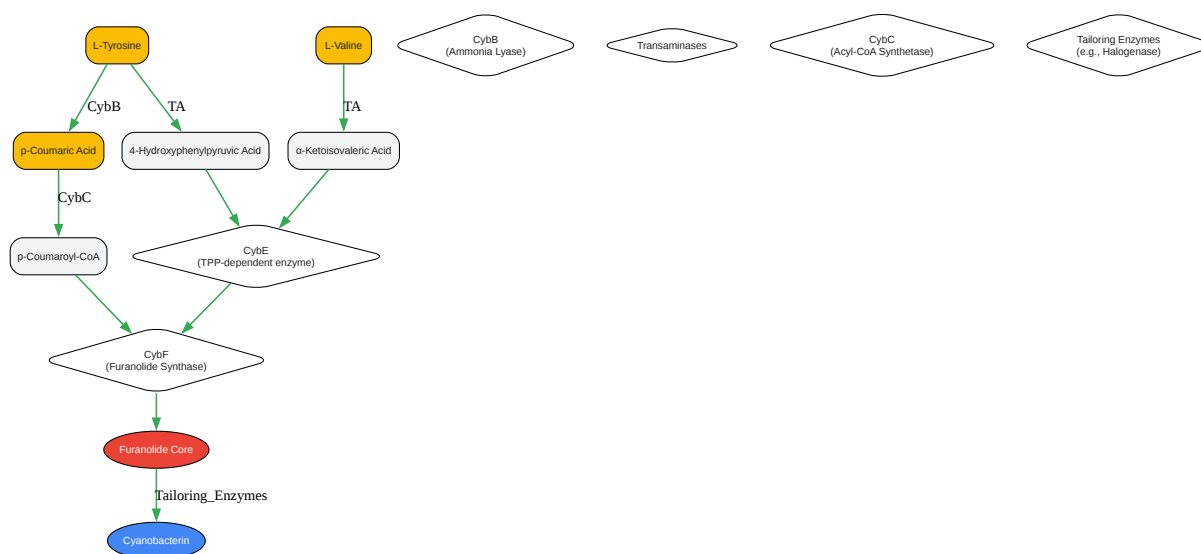 L-Tyrosine
L-Valine
CybB
(Ammonia Lyase)
Transaminases
CybC
(Acyl-CoA Synthetase)
Tailoring Enzymes
(e.g., Halogenase)
CybB
TA
TA
p-Coumaric Acid
4-Hydroxyphenylpyruvic Acid
α-Ketoisovaleric Acid
CybC
p-Coumaroyl-CoA
CybE
(TPP-dependent enzyme)
CybF
(Furanolide Synthase)
Furanolide Core
Tailoring_Enzymes
Cyanobacterin